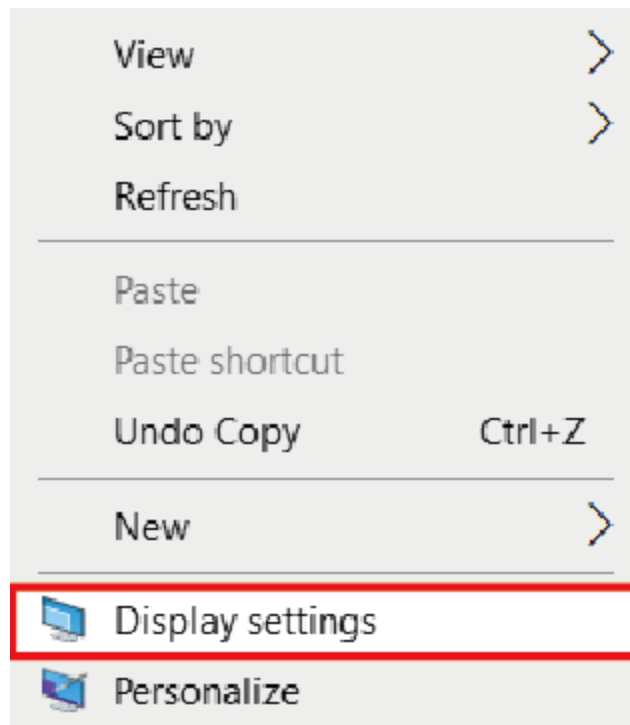 View
Sort by
Refresh
Paste
Paste shortcut
Undo Copy Ctrl+Z
New
Display settings
Personalize